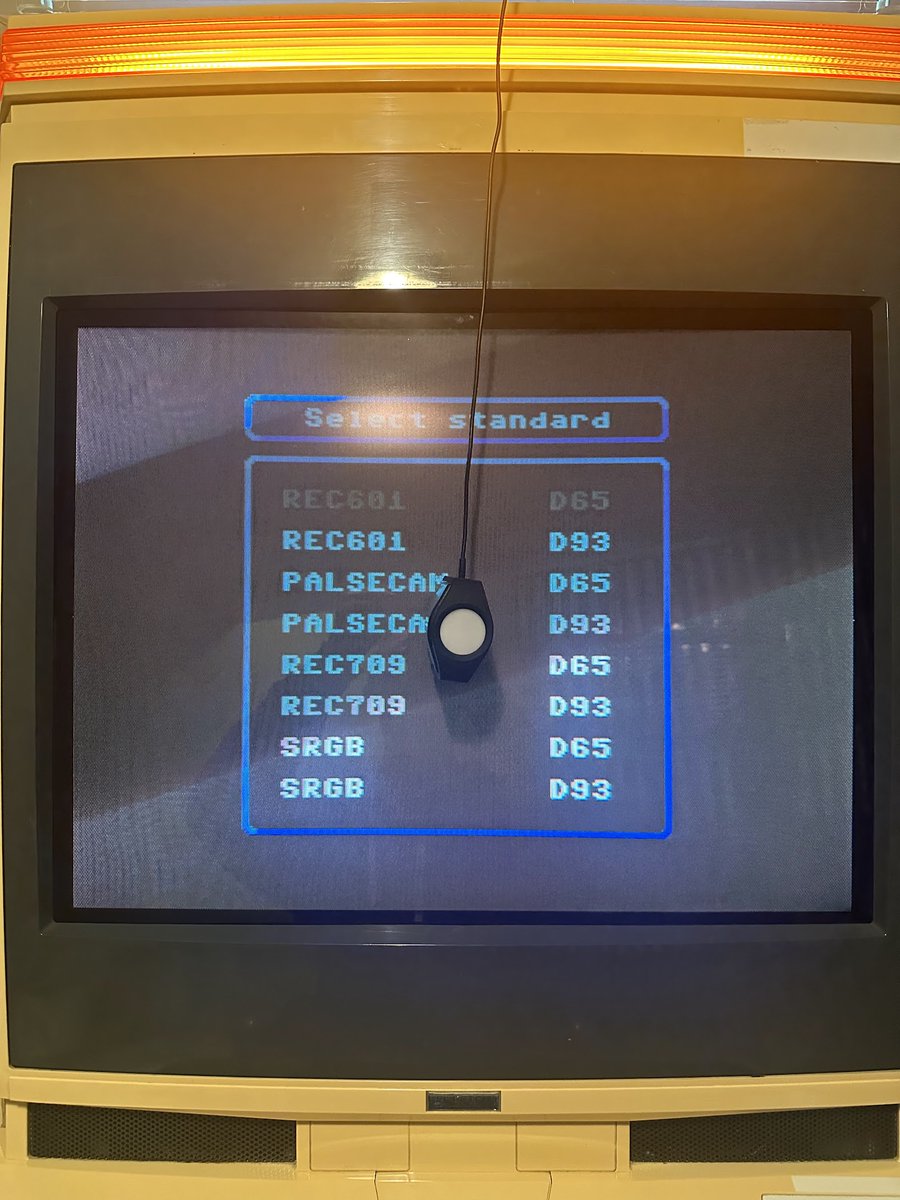 Select standard
REC601 D65
REC601 D93
PALSECAM D65
PALSECAM D93
REC709 D65
REC709 D93
SRGB D65
SRGB D93